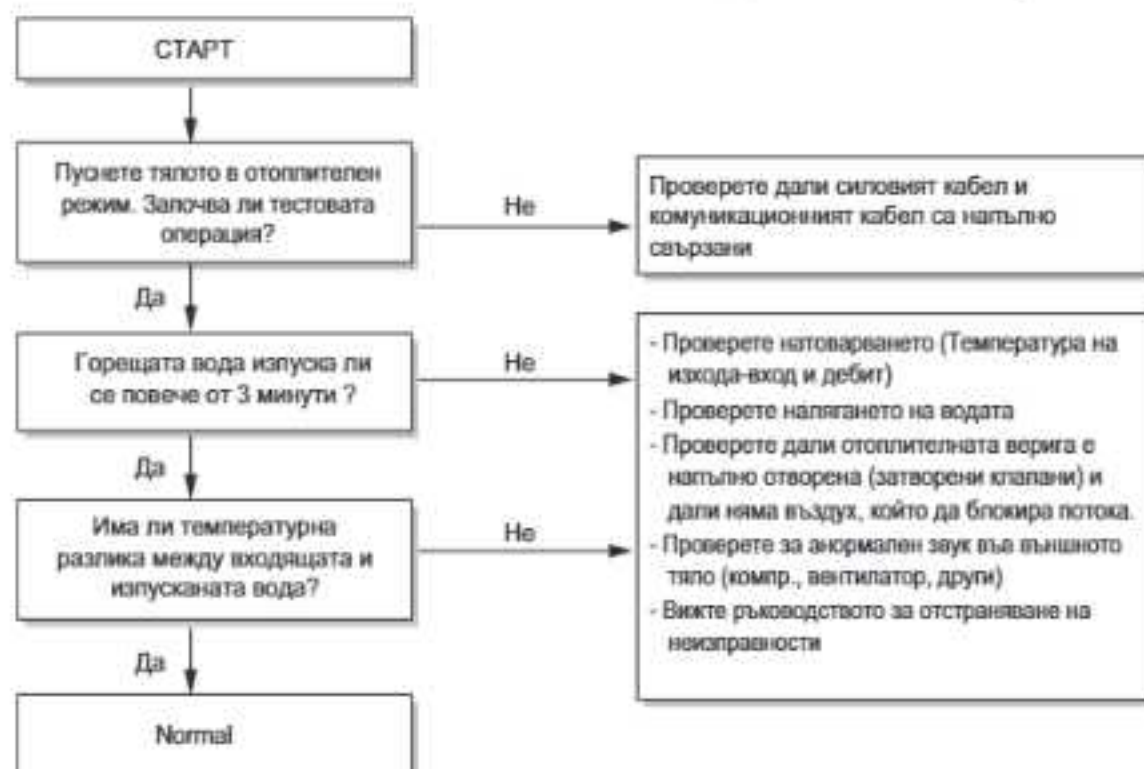 СТАРТ
Пуснете тялото в отоплителен
режим. Започва ли тестовата
операция?
Не
Проверете дали силовият кабел и
комуникационният кабел са напълно
свързани
Да
Горещата вода изпуска ли
се повече от 3 минути ?
Не
- Проверете натоварването (Температура на
изхода-вход и дебит)
- Проверете налягането на водата
- Проверете дали отоплителната верига е
напълно отворена (затворени клапани) и
дали няма въздух, който да блокира потока.
- Проверете за анормален звук във външното
тяло (компр., вентилатор, други)
- Вижте ръководството за отстраняване на
неизправности
Да
Има ли температурна
разлика между входящата и
изпусканата вода?
Не
Да
Normal